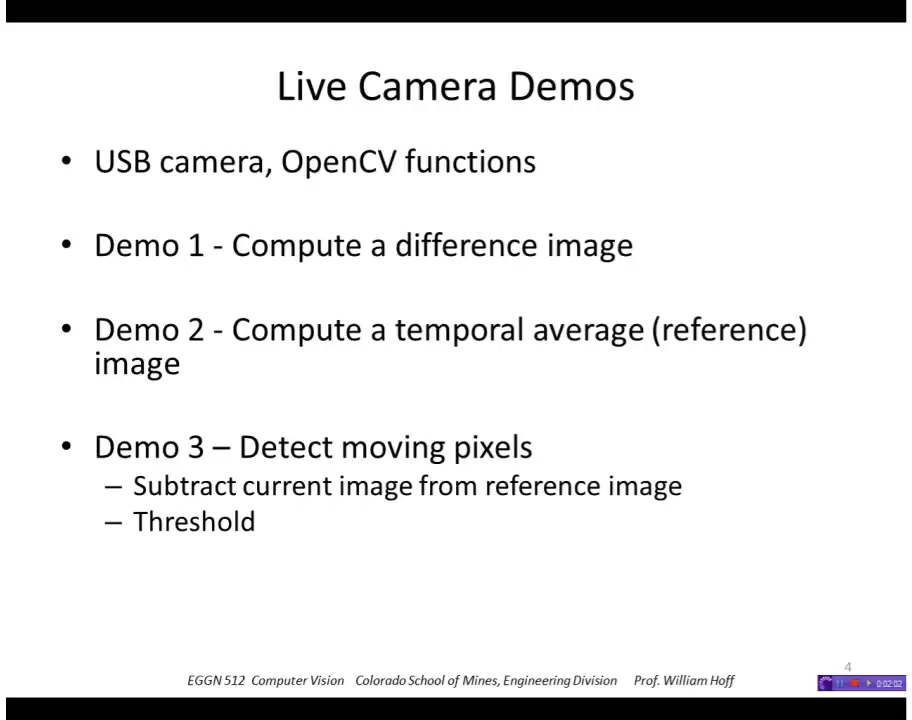 Live Camera Demos
• USB camera, OpenCV functions
• Demo 1 - Compute a difference image
• Demo 2 - Compute a temporal average (reference)
image
• Demo 3 – Detect moving pixels
– Subtract current image from reference image
– Threshold
4
EGGN 512 Computer Vision Colorado School of Mines, Engineering Division Prof. William Hoff
0:02:02